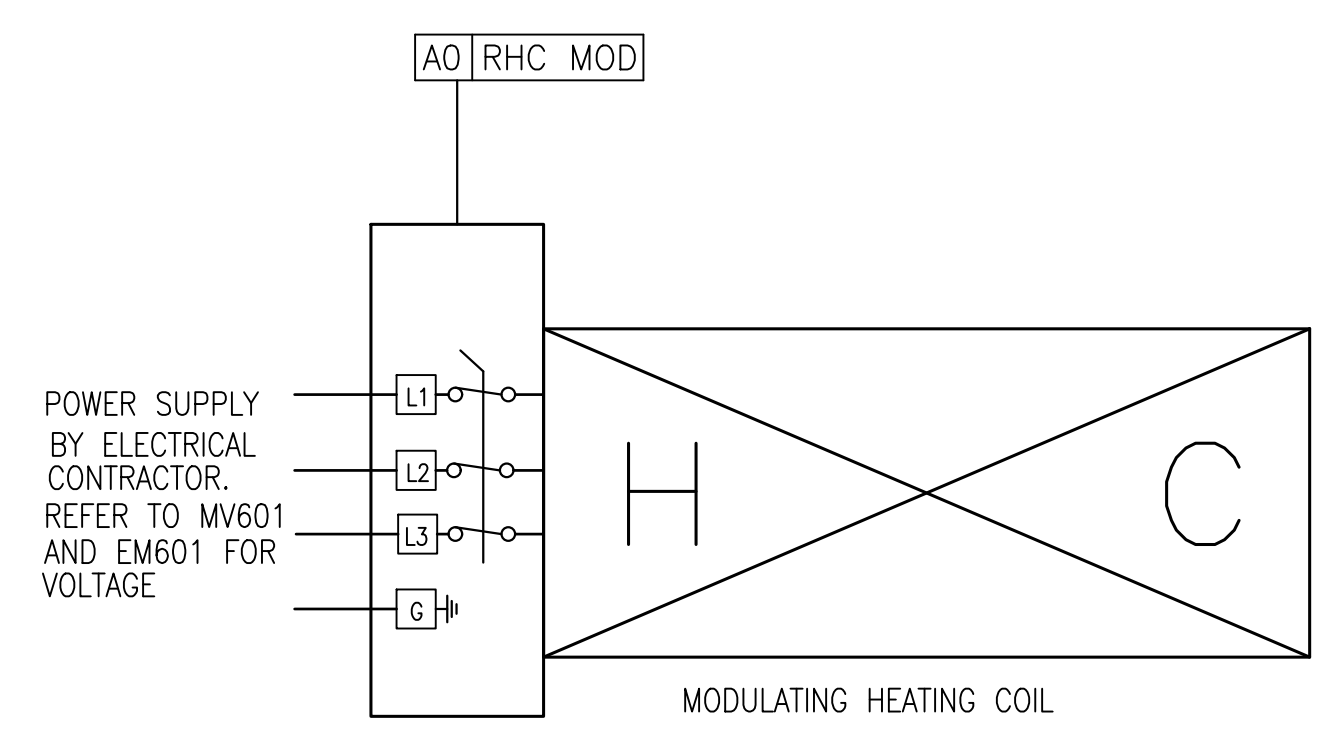 AO RHC MOD
POWER SUPPLY
BY ELECTRICAL
CONTRACTOR.
REFER TO MV601
AND EM601 FOR
VOLTAGE
L1
L2
L3
G
H C
MODULATING HEATING COIL